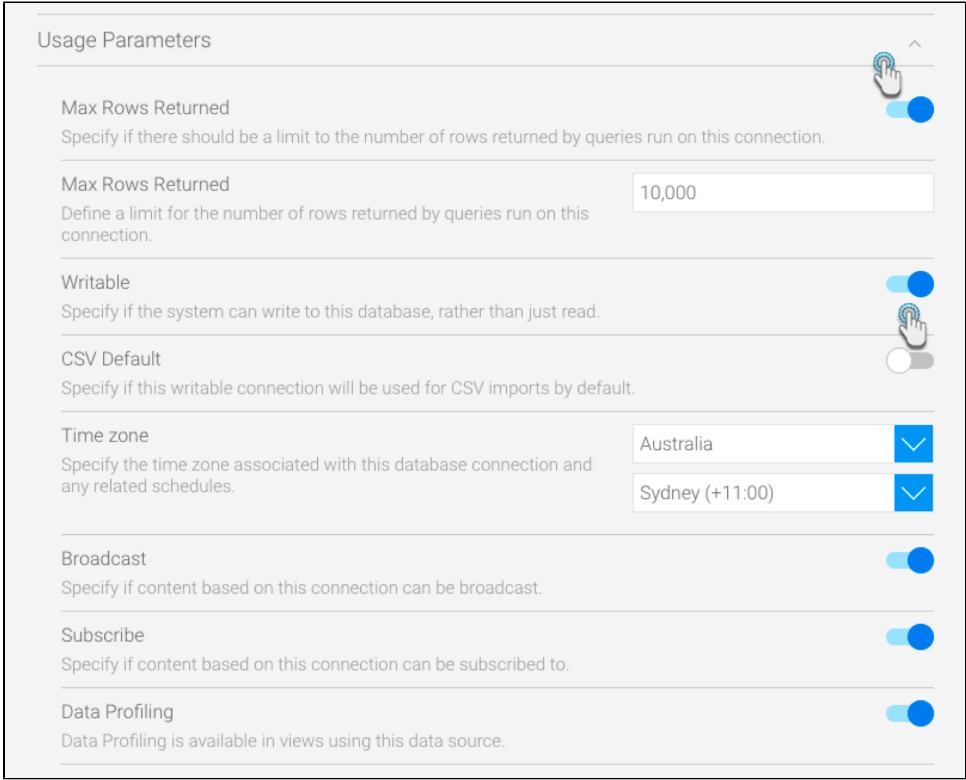 Usage Parameters
Max Rows Returned
Specify if there should be a limit to the number of rows returned by queries run on this connection.
Max Rows Returned
10,000
Define a limit for the number of rows returned by queries run on this
connection.
Writable
Specify if the system can write to this database, rather than just read.
CSV Default
Specify if this writable connection will be used for CSV imports by default.
Time zone
Australia
Specify the time zone associated with this database connection and
any related schedules.
Sydney (+11:00)
Broadcast
Specify if content based on this connection can be broadcast.
Subscribe
Specify if content based on this connection can be subscribed to.
Data Profiling
Data Profiling is available in views using this data source.